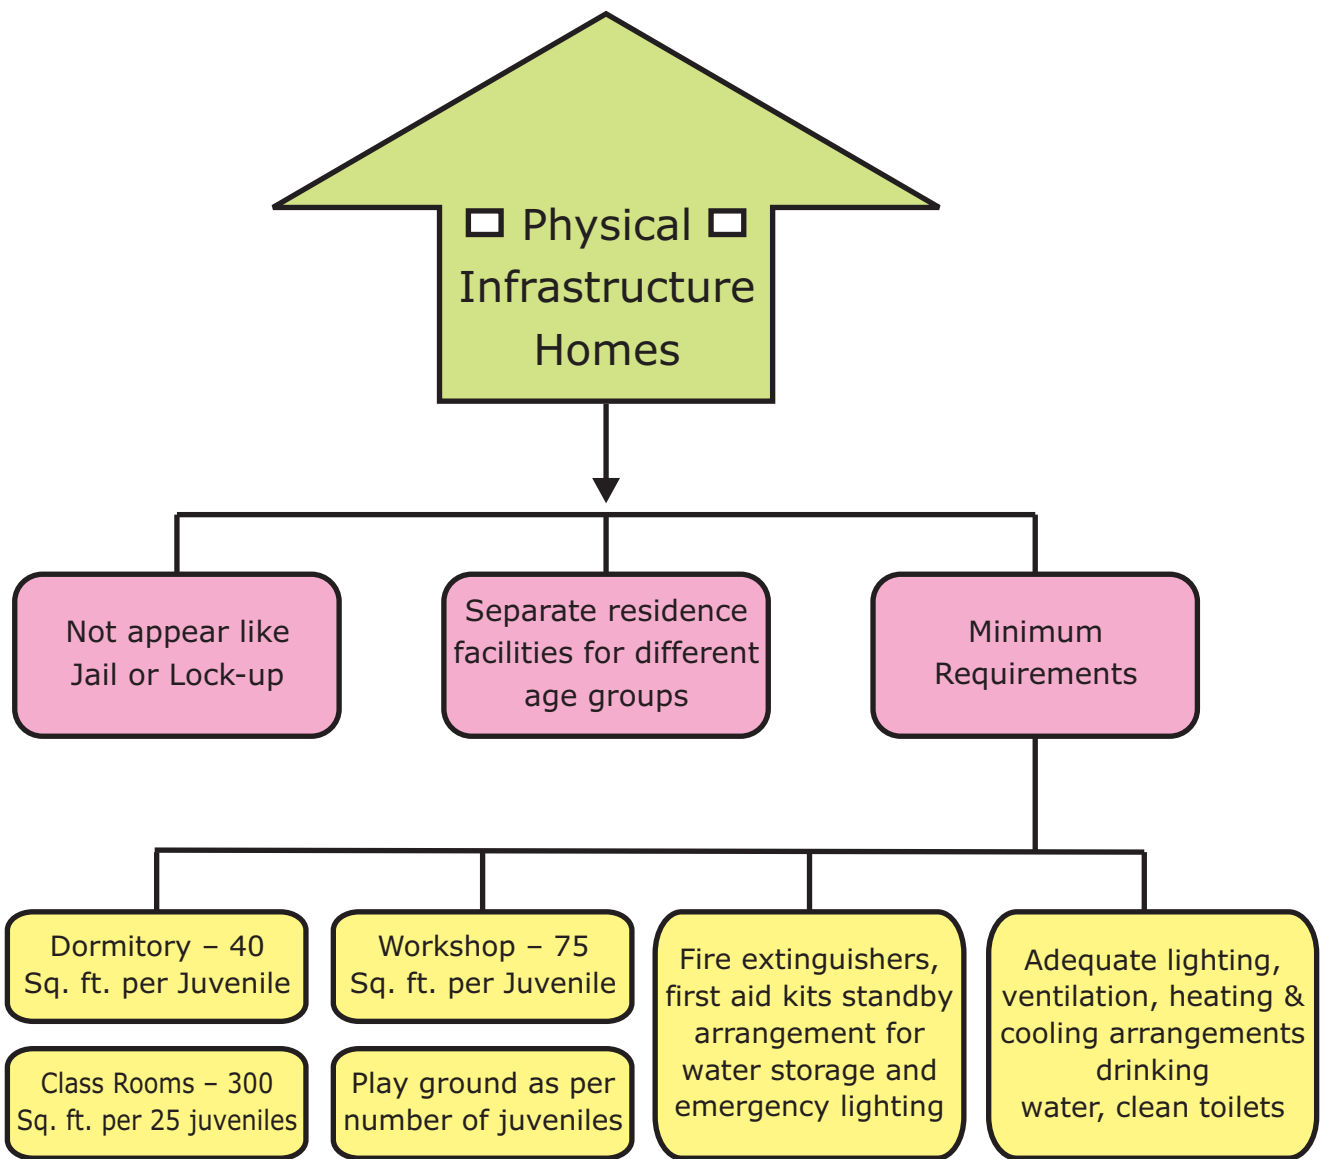 Physical
Infrastructure
Homes
Not appear like
Jail or Lock-up
Separate residence
facilities for different
age groups
Minimum
Requirements
Dormitory – 40
Sq. ft. per Juvenile
Workshop – 75
Sq. ft. per Juvenile
Fire extinguishers,
first aid kits standby
arrangement for
water storage and
emergency lighting
Adequate lighting,
ventilation, heating &
cooling arrangements
drinking
water, clean toilets
Class Rooms – 300
Sq. ft. per 25 juveniles
Play ground as per
number of juveniles